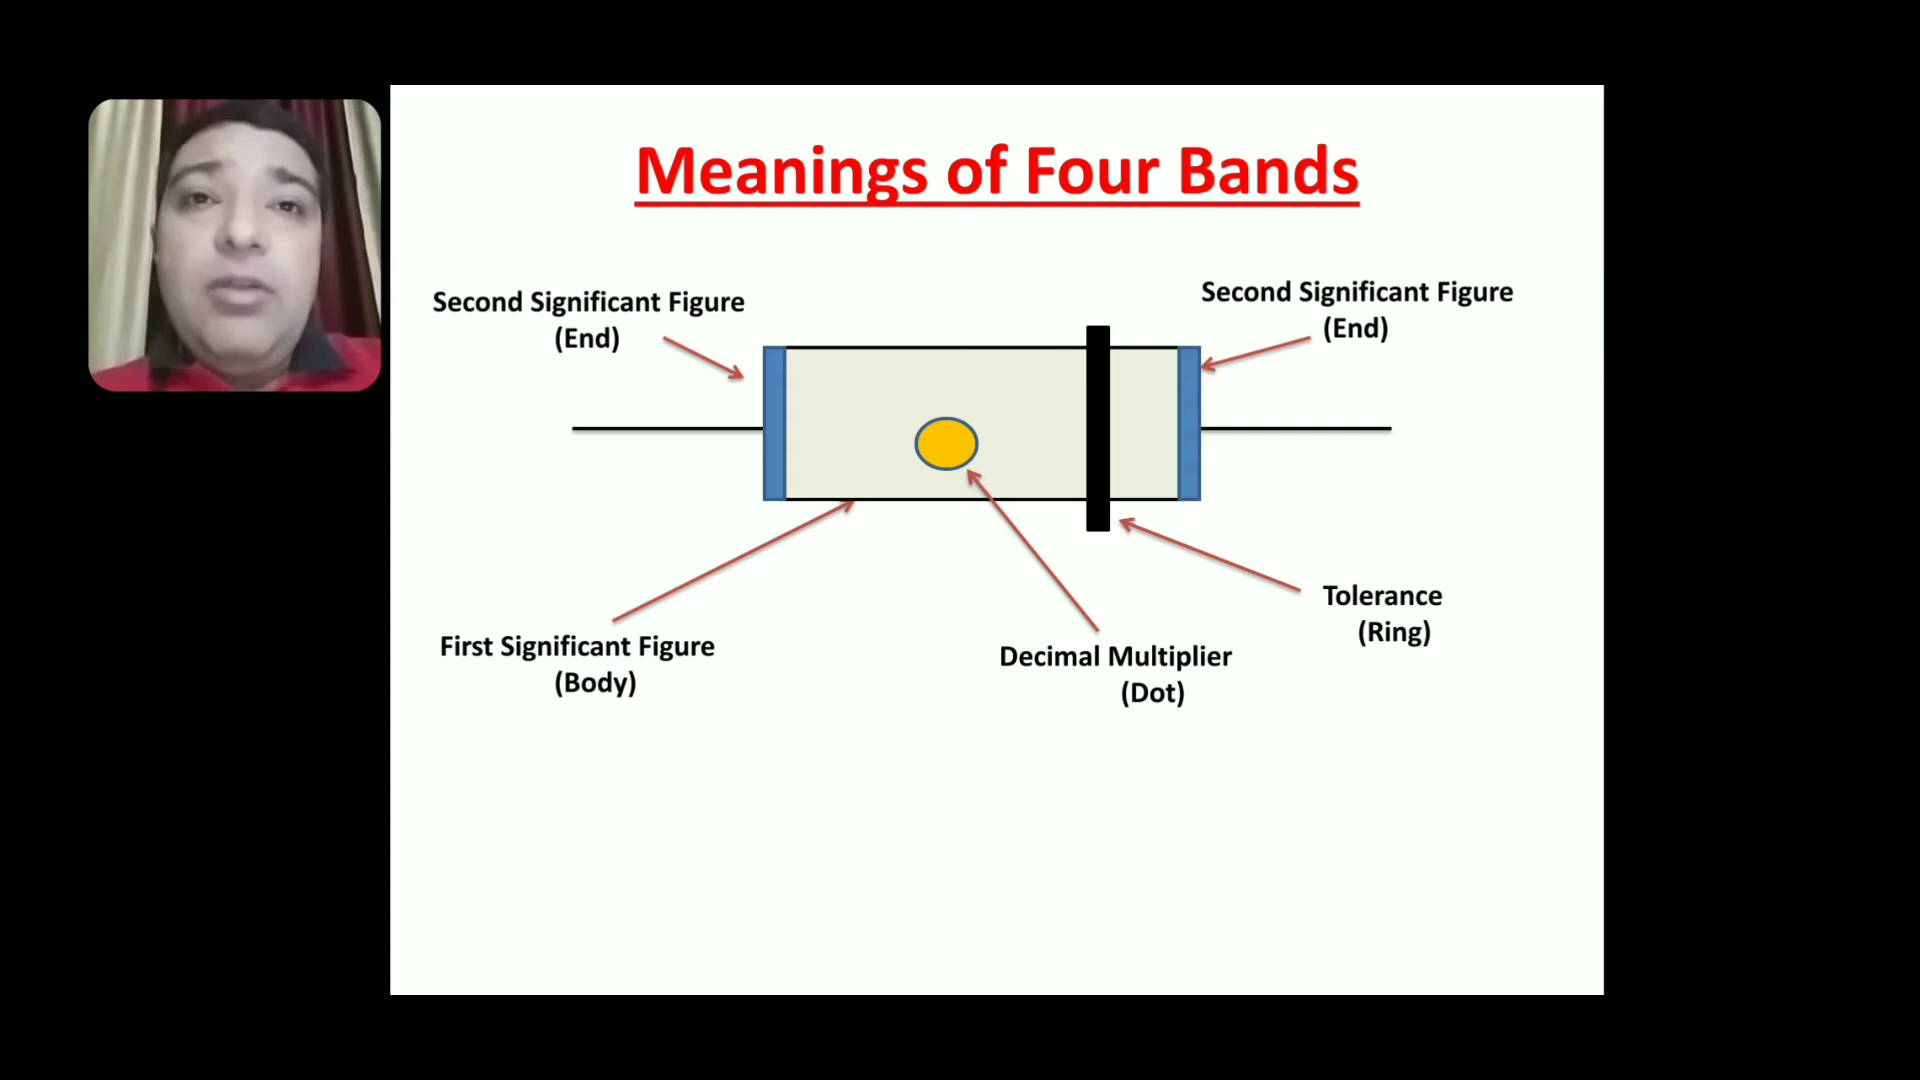 Meanings of Four Bands
Second Significant Figure
(End)
Second Significant Figure
(End)
First Significant Figure
(Body)
Decimal Multiplier
(Dot)
Tolerance
(Ring)